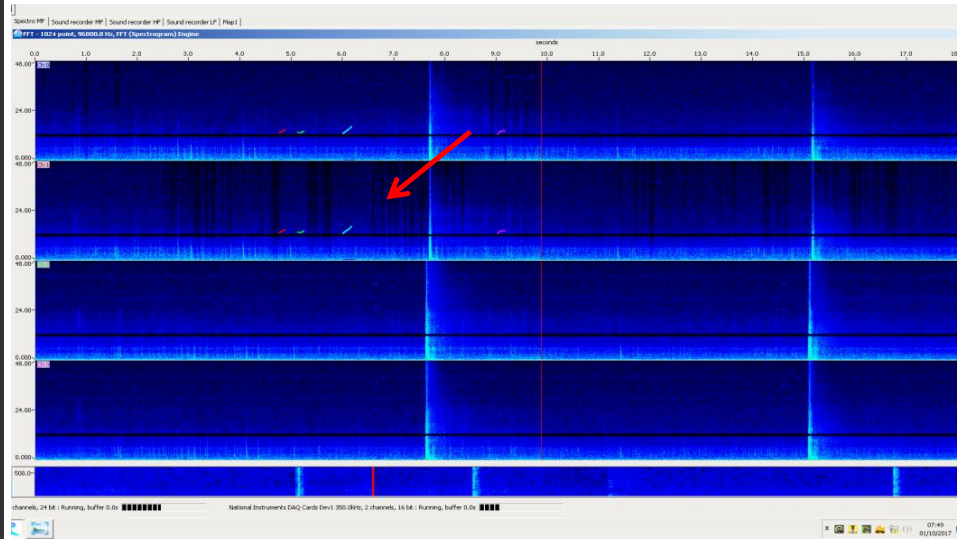 Spectro MF | Sound recorder MF | Sound recorder HF | Sound recorder LF | Map1 |
FFT - 1024 point, 96000.0 Hz, FFT (Spectrogram) Engine
seconds
0.0 1.0 2.0 3.0 4.0 5.0 6.0 7.0 8.0 9.0 10.0 11.0 12.0 13.0 14.0 15.0 16.0 17.0 18
48.00 Ch 0
24.00
0.000
48.00 Ch 1
24.00
0.000
48.00
24.00
0.000
48.00
24.00
0.000
500.0
channels, 24 bit : Running, buffer 0.0s National Instruments DAQ Cards Dev1 350.0kHz, 2 channels, 16 bit : Running, buffer 0.0s
07:49
01/10/2017